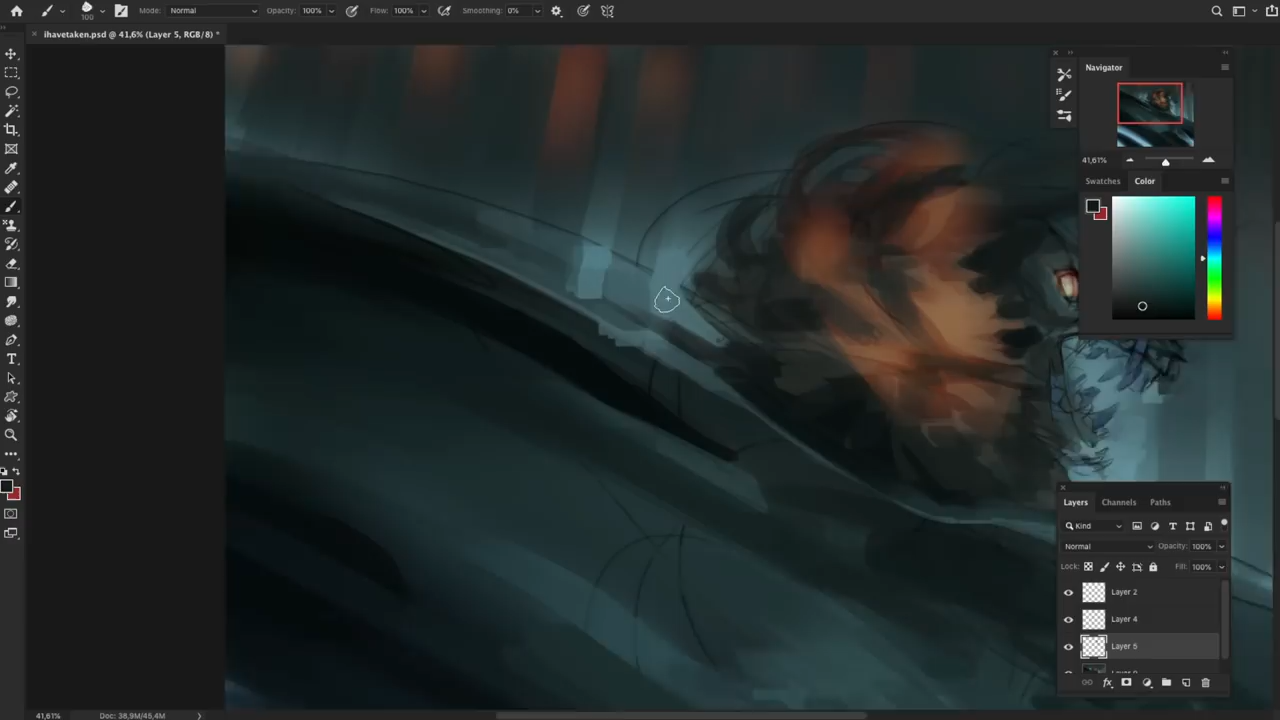 100
Mode: Normal
Opacity: 100%
Flow: 100%
Smoothing: 0%
ihavetaken.psd @ 41,6% (Layer 5, RGB/8) *
Navigator
41,61%
Swatches Color
Layers Channels Paths
Kind
Normal Opacity: 100%
Lock: Fill: 100%
Layer 2
Layer 4
Layer 5
fx
41,61% Doc: 38,9M/45,4M